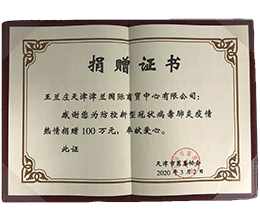 捐赠证书
王兰庄天津津兰国际商贸中心有限公司：
感谢您为防控新型冠状病毒肺炎疫情
热情捐赠100万元，奉献爱心。
此证
天津市慈善协会
2020年3月2日